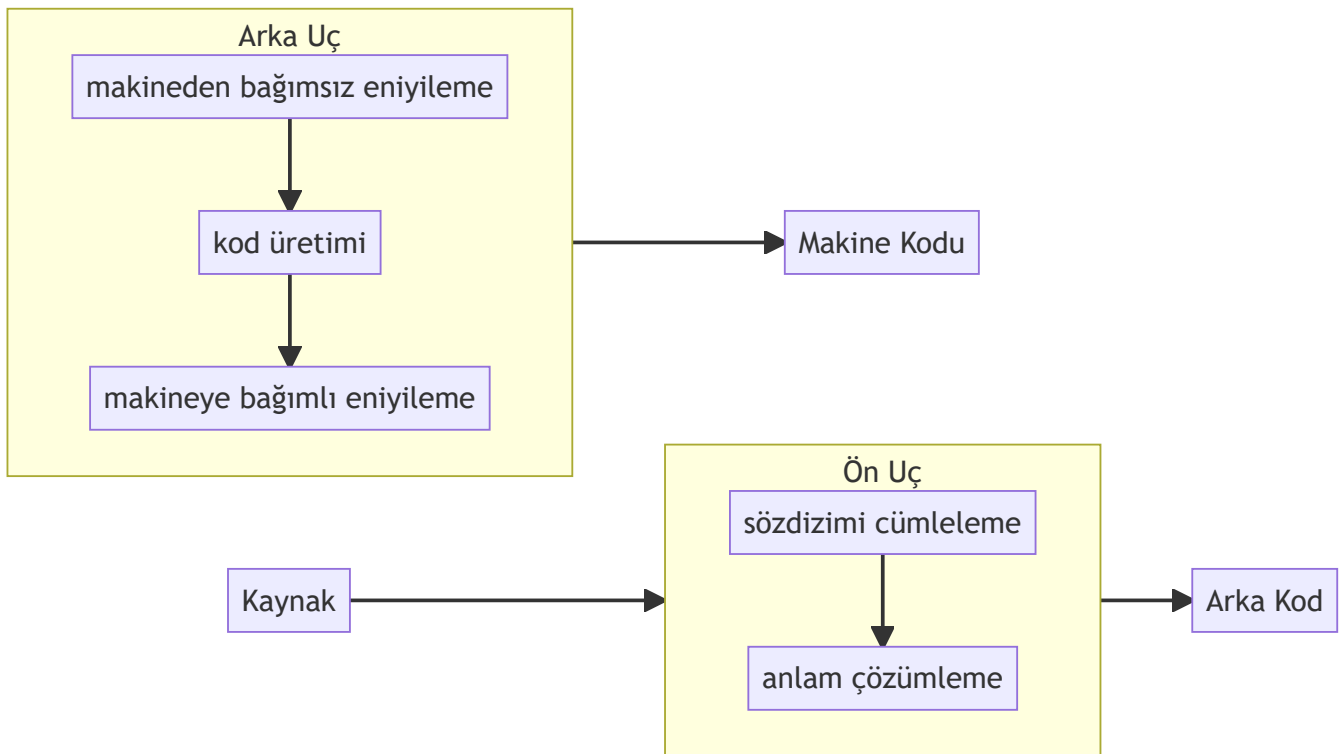 Arka Uç
makineden bağımsız eniyileme
kod üretimi
Makine Kodu
makineye bağımlı eniyileme
Ön Uç
sözdizimi cümleleme
Kaynak
Arka Kod
anlam çözümleme